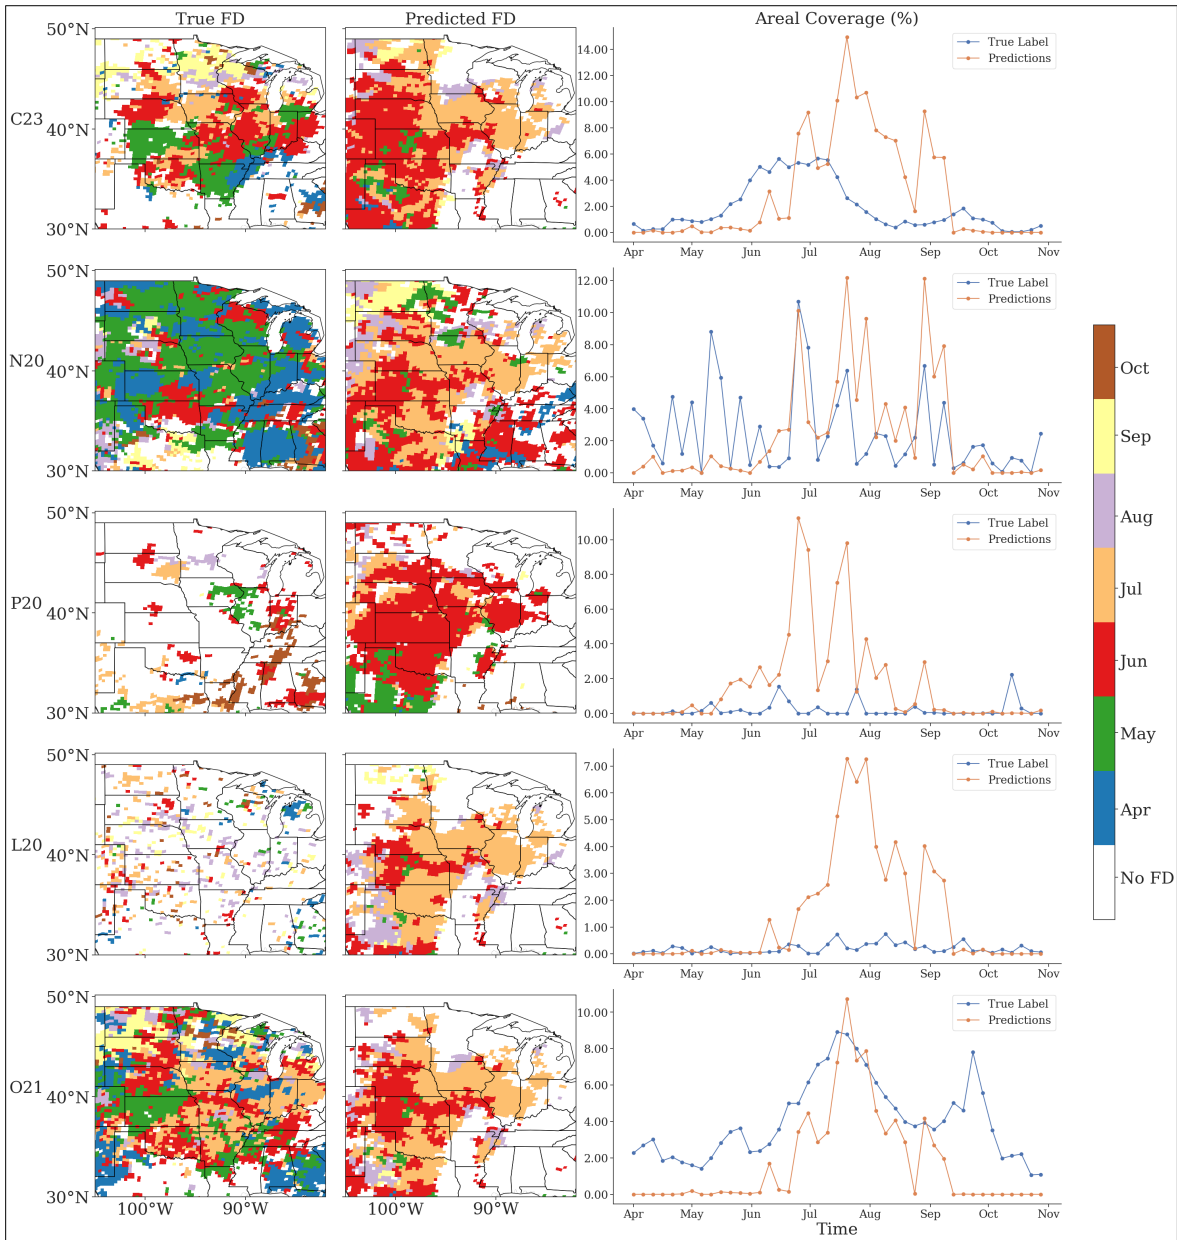 True FD
Predicted FD
Areal Coverage (%)
C23
50°N
40°N
30°N
14.00
12.00
10.00
8.00
6.00
4.00
2.00
0.00
True Label
Predictions
Apr May Jun Jul Aug Sep Oct Nov
N20
50°N
40°N
30°N
12.00
10.00
8.00
6.00
4.00
2.00
0.00
True Label
Predictions
Apr May Jun Jul Aug Sep Oct Nov
P20
50°N
40°N
30°N
10.00
8.00
6.00
4.00
2.00
0.00
True Label
Predictions
Apr May Jun Jul Aug Sep Oct Nov
L20
50°N
40°N
30°N
7.00
6.00
5.00
4.00
3.00
2.00
1.00
0.00
True Label
Predictions
Apr May Jun Jul Aug Sep Oct Nov
O21
50°N
40°N
30°N
100°W 90°W
100°W 90°W
10.00
8.00
6.00
4.00
2.00
0.00
True Label
Predictions
Apr May Jun Jul Aug Sep Oct Nov
Time
Oct
Sep
Aug
Jul
Jun
May
Apr
No FD